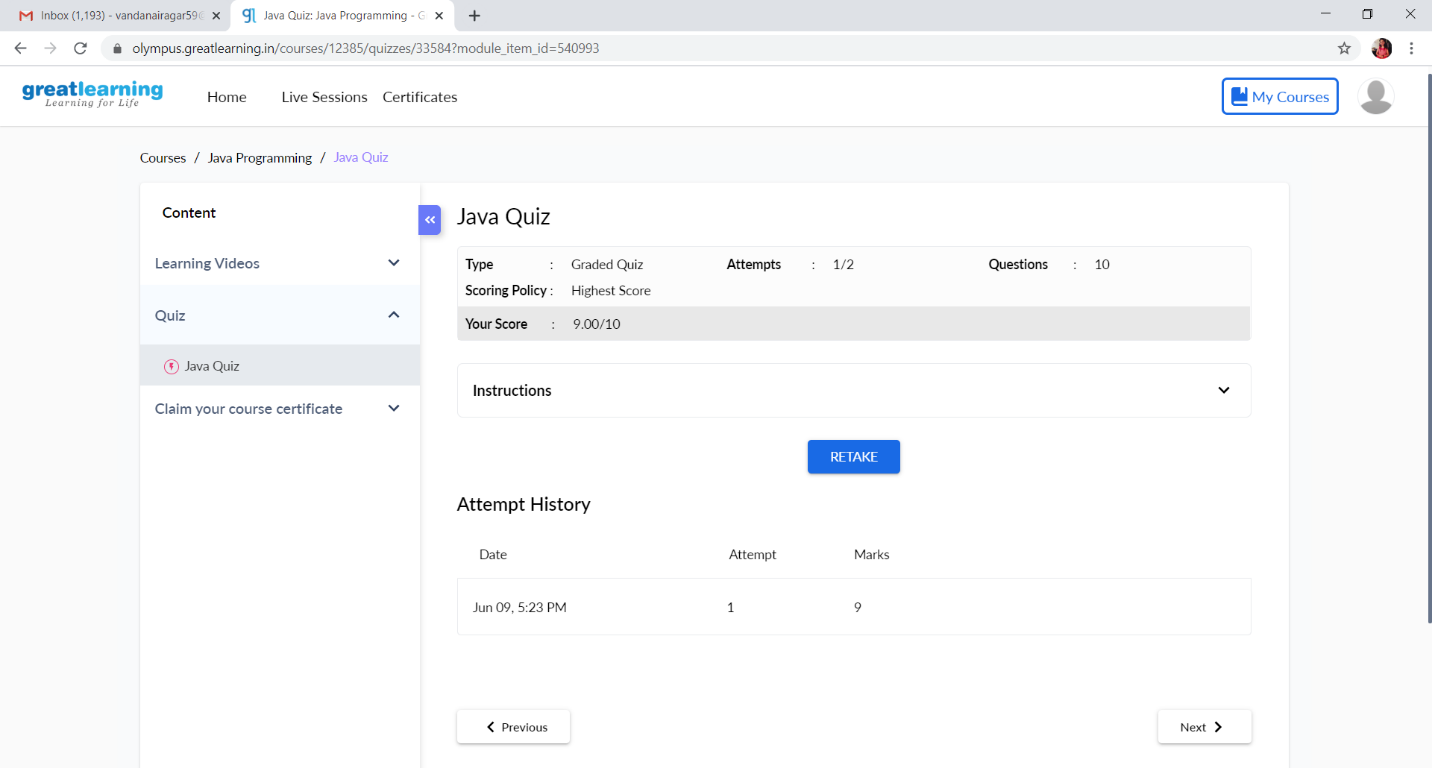 Inbox (1,193) - vandanairagar59@
Java Quiz: Java Programming - G
olympus.greatlearning.in/courses/12385/quizzes/33584?module_item_id=540993
greatlearning
Learning for Life
Home Live Sessions Certificates
My Courses
Courses / Java Programming / Java Quiz
Content
Learning Videos
Quiz
Java Quiz
Claim your course certificate
Java Quiz
Type : Graded Quiz Attempts : 1/2 Questions : 10
Scoring Policy : Highest Score
Your Score : 9.00/10
Instructions
RETAKE
Attempt History
Date Attempt Marks
Jun 09, 5:23 PM 1 9
Previous
Next